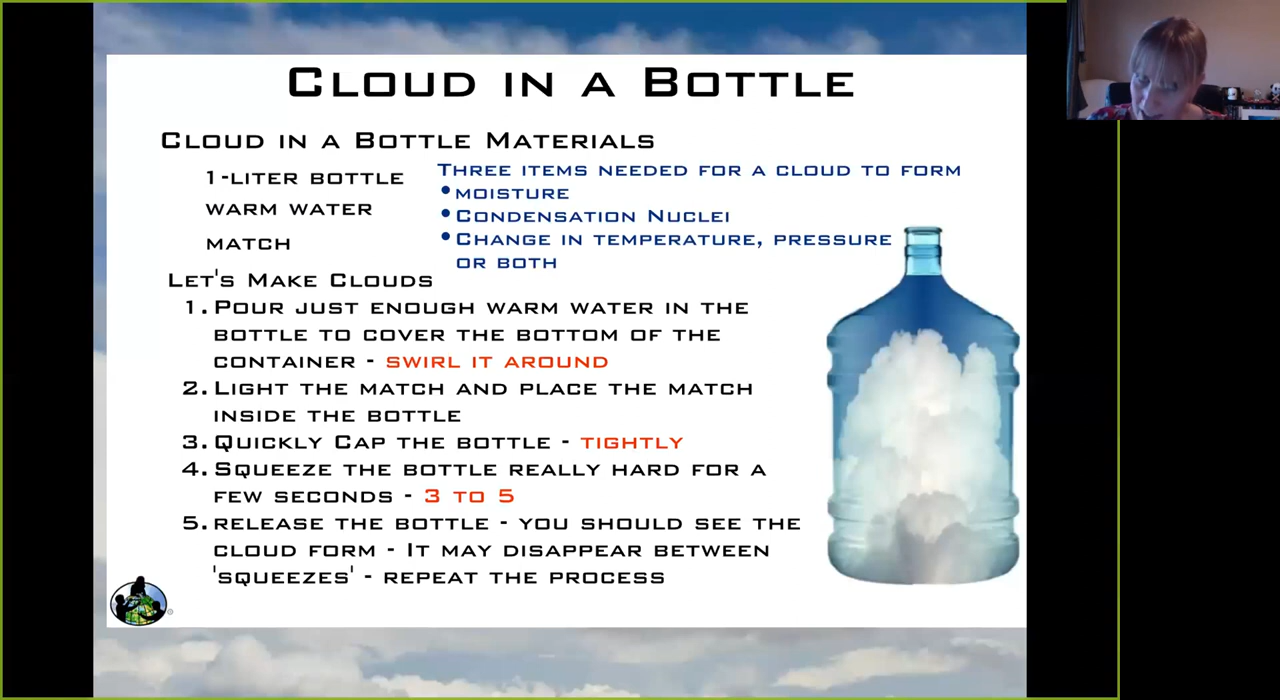 Cloud in a Bottle
Cloud in a Bottle Materials
1-liter bottle
warm water
match
Three items needed for a cloud to form
•moisture
•Condensation Nuclei
•Change in temperature, pressure
or both
Let's Make Clouds
1. Pour just enough warm water in the
bottle to cover the bottom of the
container - swirl it around
2. Light the match and place the match
inside the bottle
3. Quickly Cap the bottle - tightly
4. Squeeze the bottle really hard for a
few seconds - 3 to 5
5. release the bottle - you should see the
cloud form - It may disappear between
'squeezes' - repeat the process
®